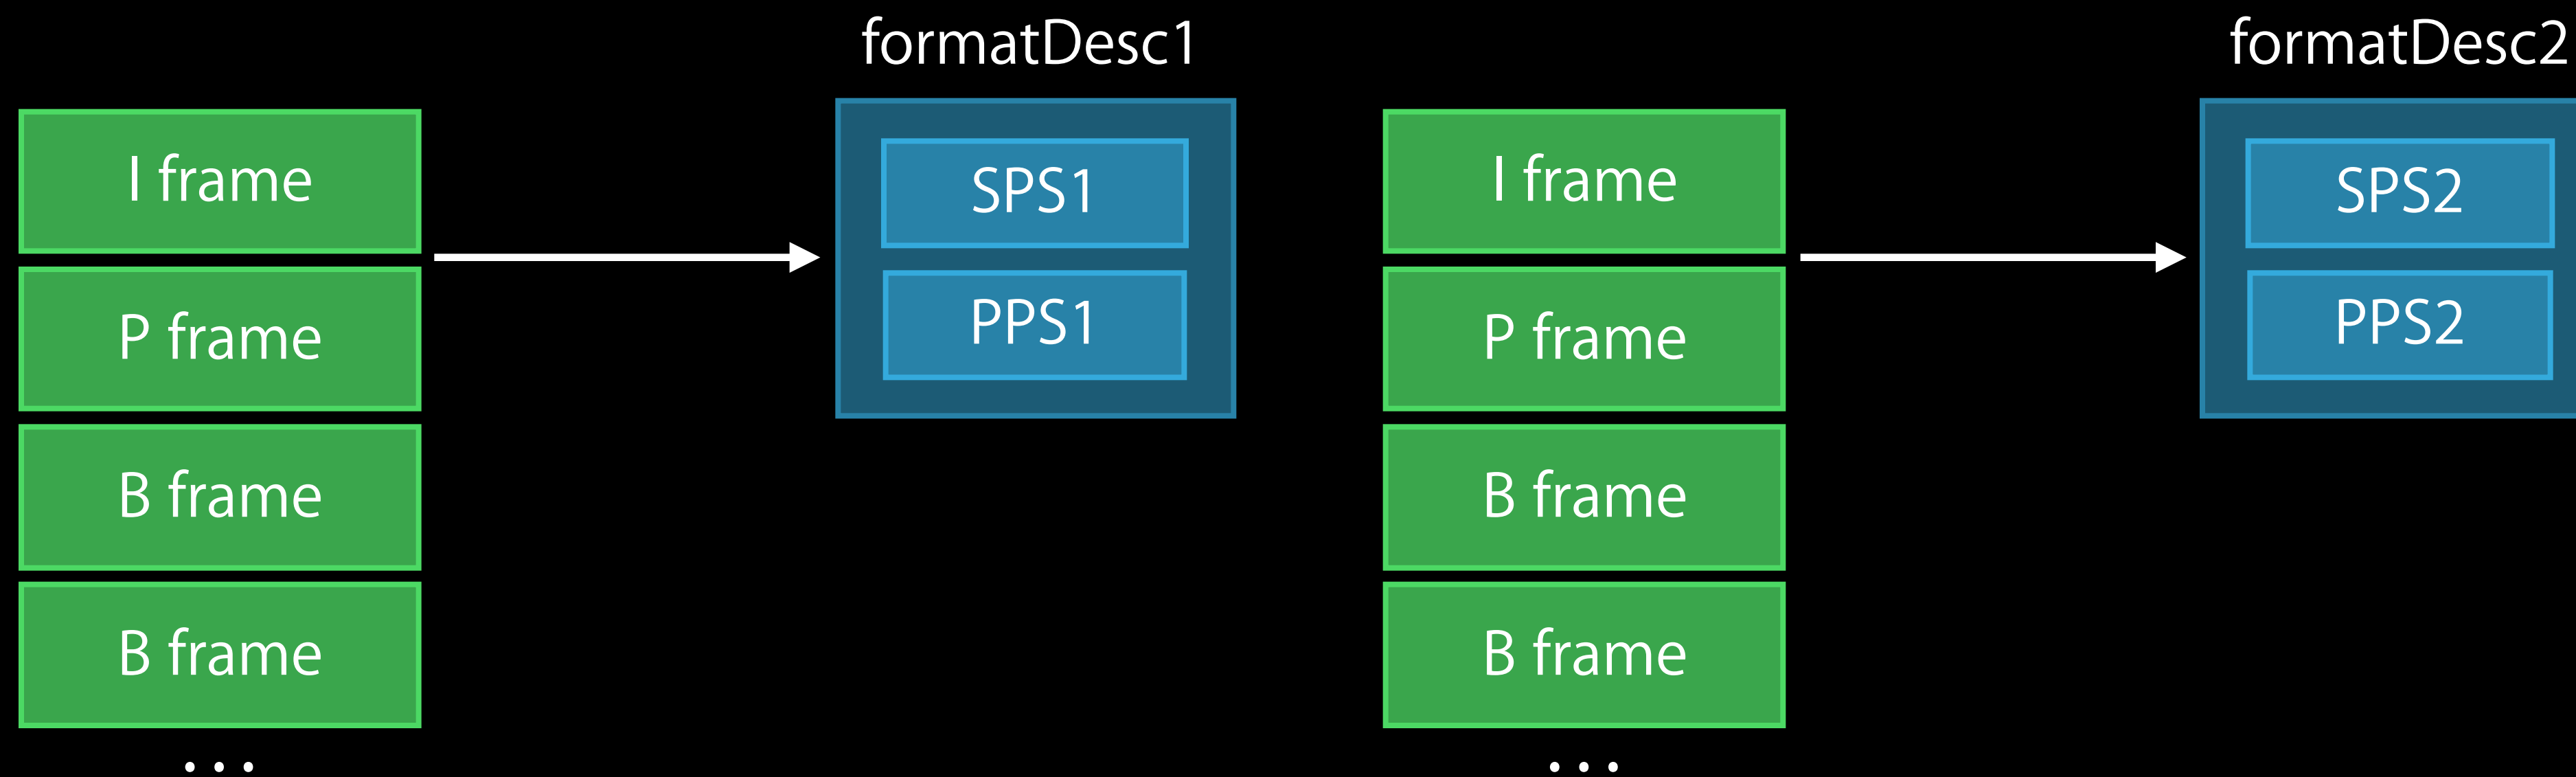 formatDesc1
I frame
P frame
B frame
B frame
...
SPS1
PPS1
formatDesc2
I frame
P frame
B frame
B frame
...
SPS2
PPS2